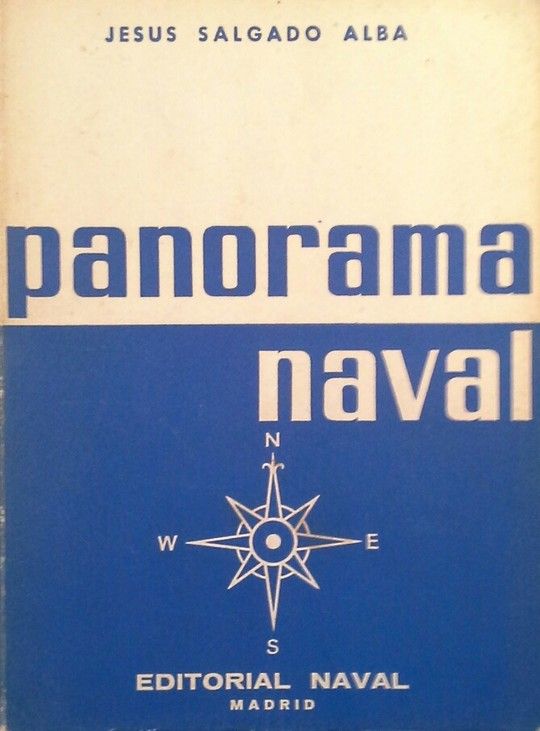 JESUS SALGADO ALBA
panorama
naval
N
W E
S
EDITORIAL NAVAL
MADRID